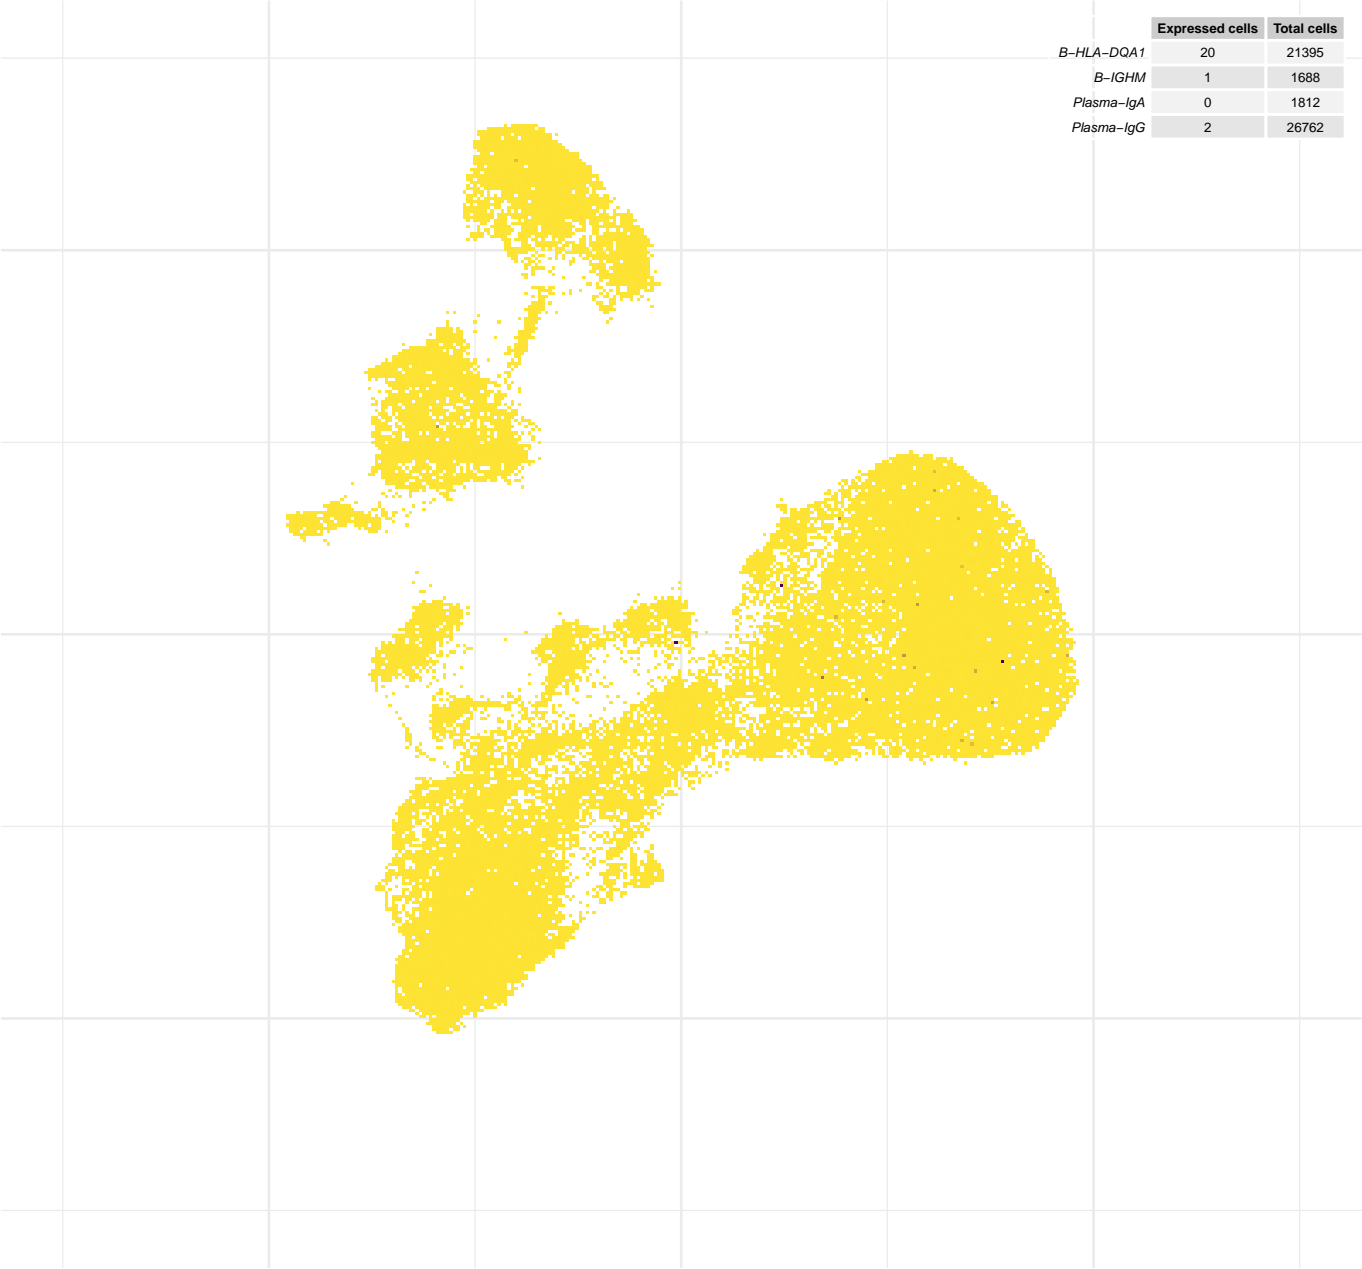 Expressed cells Total cells
B−HLA−DQA1 20 21395
B−IGHM 1 1688
Plasma−IgA 0 1812
Plasma−IgG 2 26762